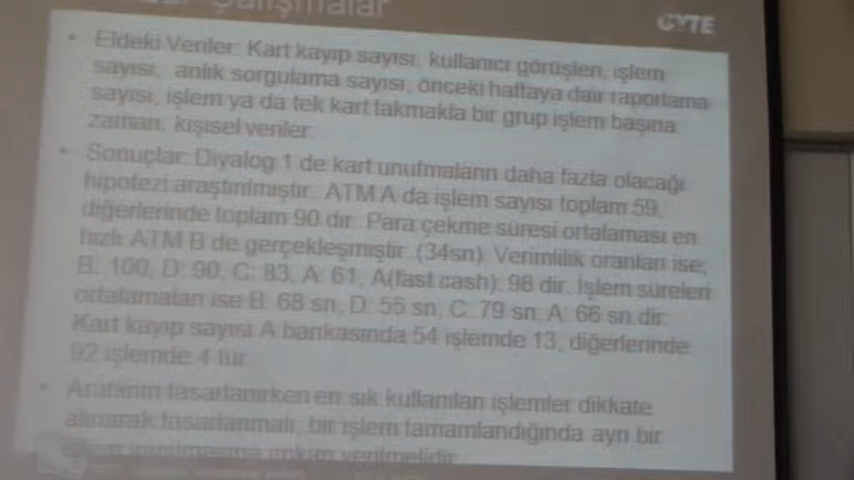 Çalışmalar
GYTE
• Eldeki Veriler: Kart kayıp sayısı, kullanıcı görüşleri, işlem
sayısı, anlık sorgulama sayısı, önceki haftaya dair raporlama
sayısı, işlem ya da tek kart takmakla bir grup işlem başına
zaman, kişisel veriler.
• Sonuçlar: Diyalog 1 de kart unutmaların daha fazla olacağı
hipotezi araştırılmıştır. ATM A da işlem sayısı toplam 59,
diğerlerinde toplam 90 dır. Para çekme süresi ortalaması en
hızlı ATM B de gerçekleşmiştir. (34sn). Verimlilik oranları ise;
B: 100, D: 90, C: 83, A: 61, A(fast cash): 98 dir. İşlem süreleri
ortalamaları ise B: 68 sn, D: 55 sn, C: 79 sn. A: 66 sn.dir.
Kart kayıp sayısı A bankasında 54 işlemde 13, diğerlerinde
92 işlemde 4 tür.
• Arabirim tasarlanırken en sık kullanılan işlemler dikkate
alınarak tasarlanmalı, bir işlem tamamlandığında ayrı bir
işlem yapılmasına imkan verilmelidir.